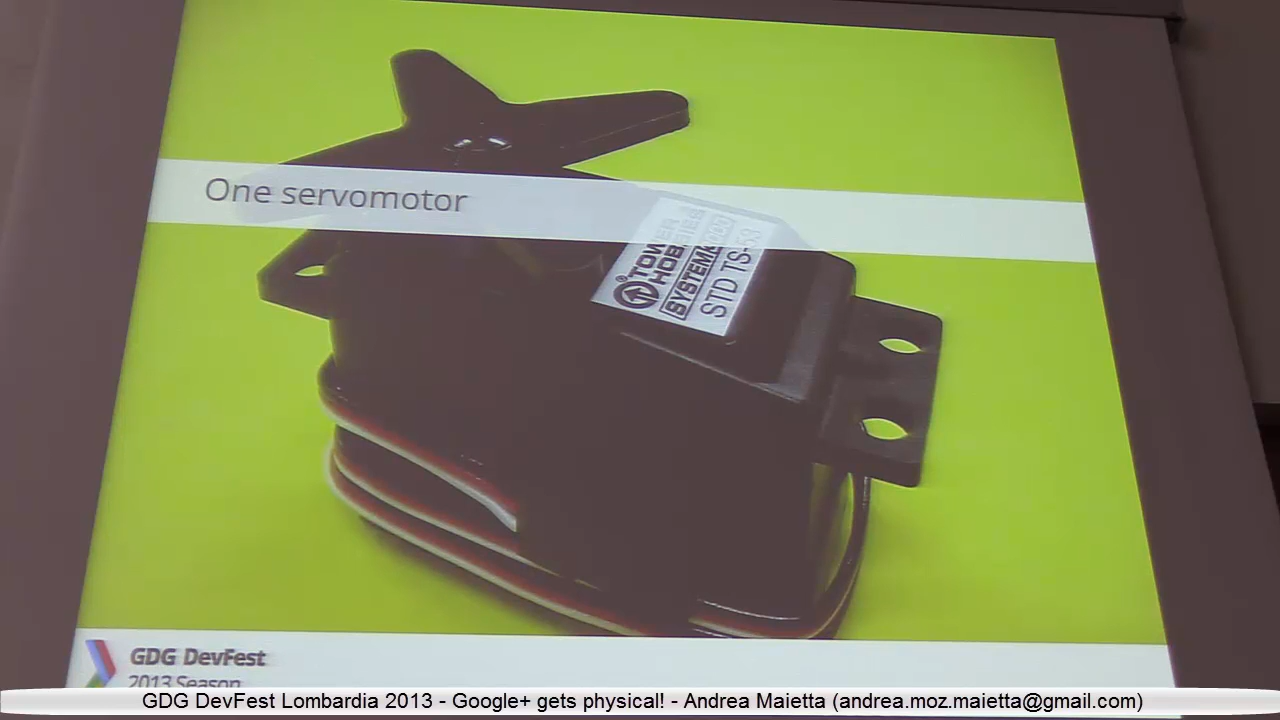 One servomotor
TOWER
HOBBIES
SYSTEM
STD TS-53
GDG DevFest
2013 Season
GDG DevFest Lombardia 2013 - Google+ gets physical! - Andrea Maietta (andrea.moz.maietta@gmail.com)